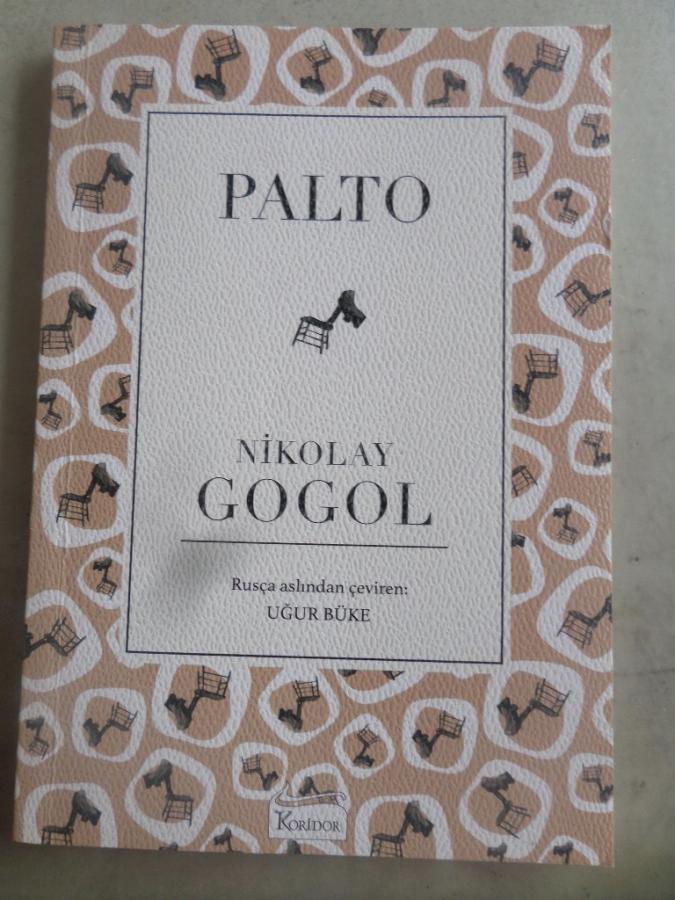 PALTO
NİKOLAY
GOGOL
Rusça aslından çeviren:
UĞUR BÜKE
KORİDOR